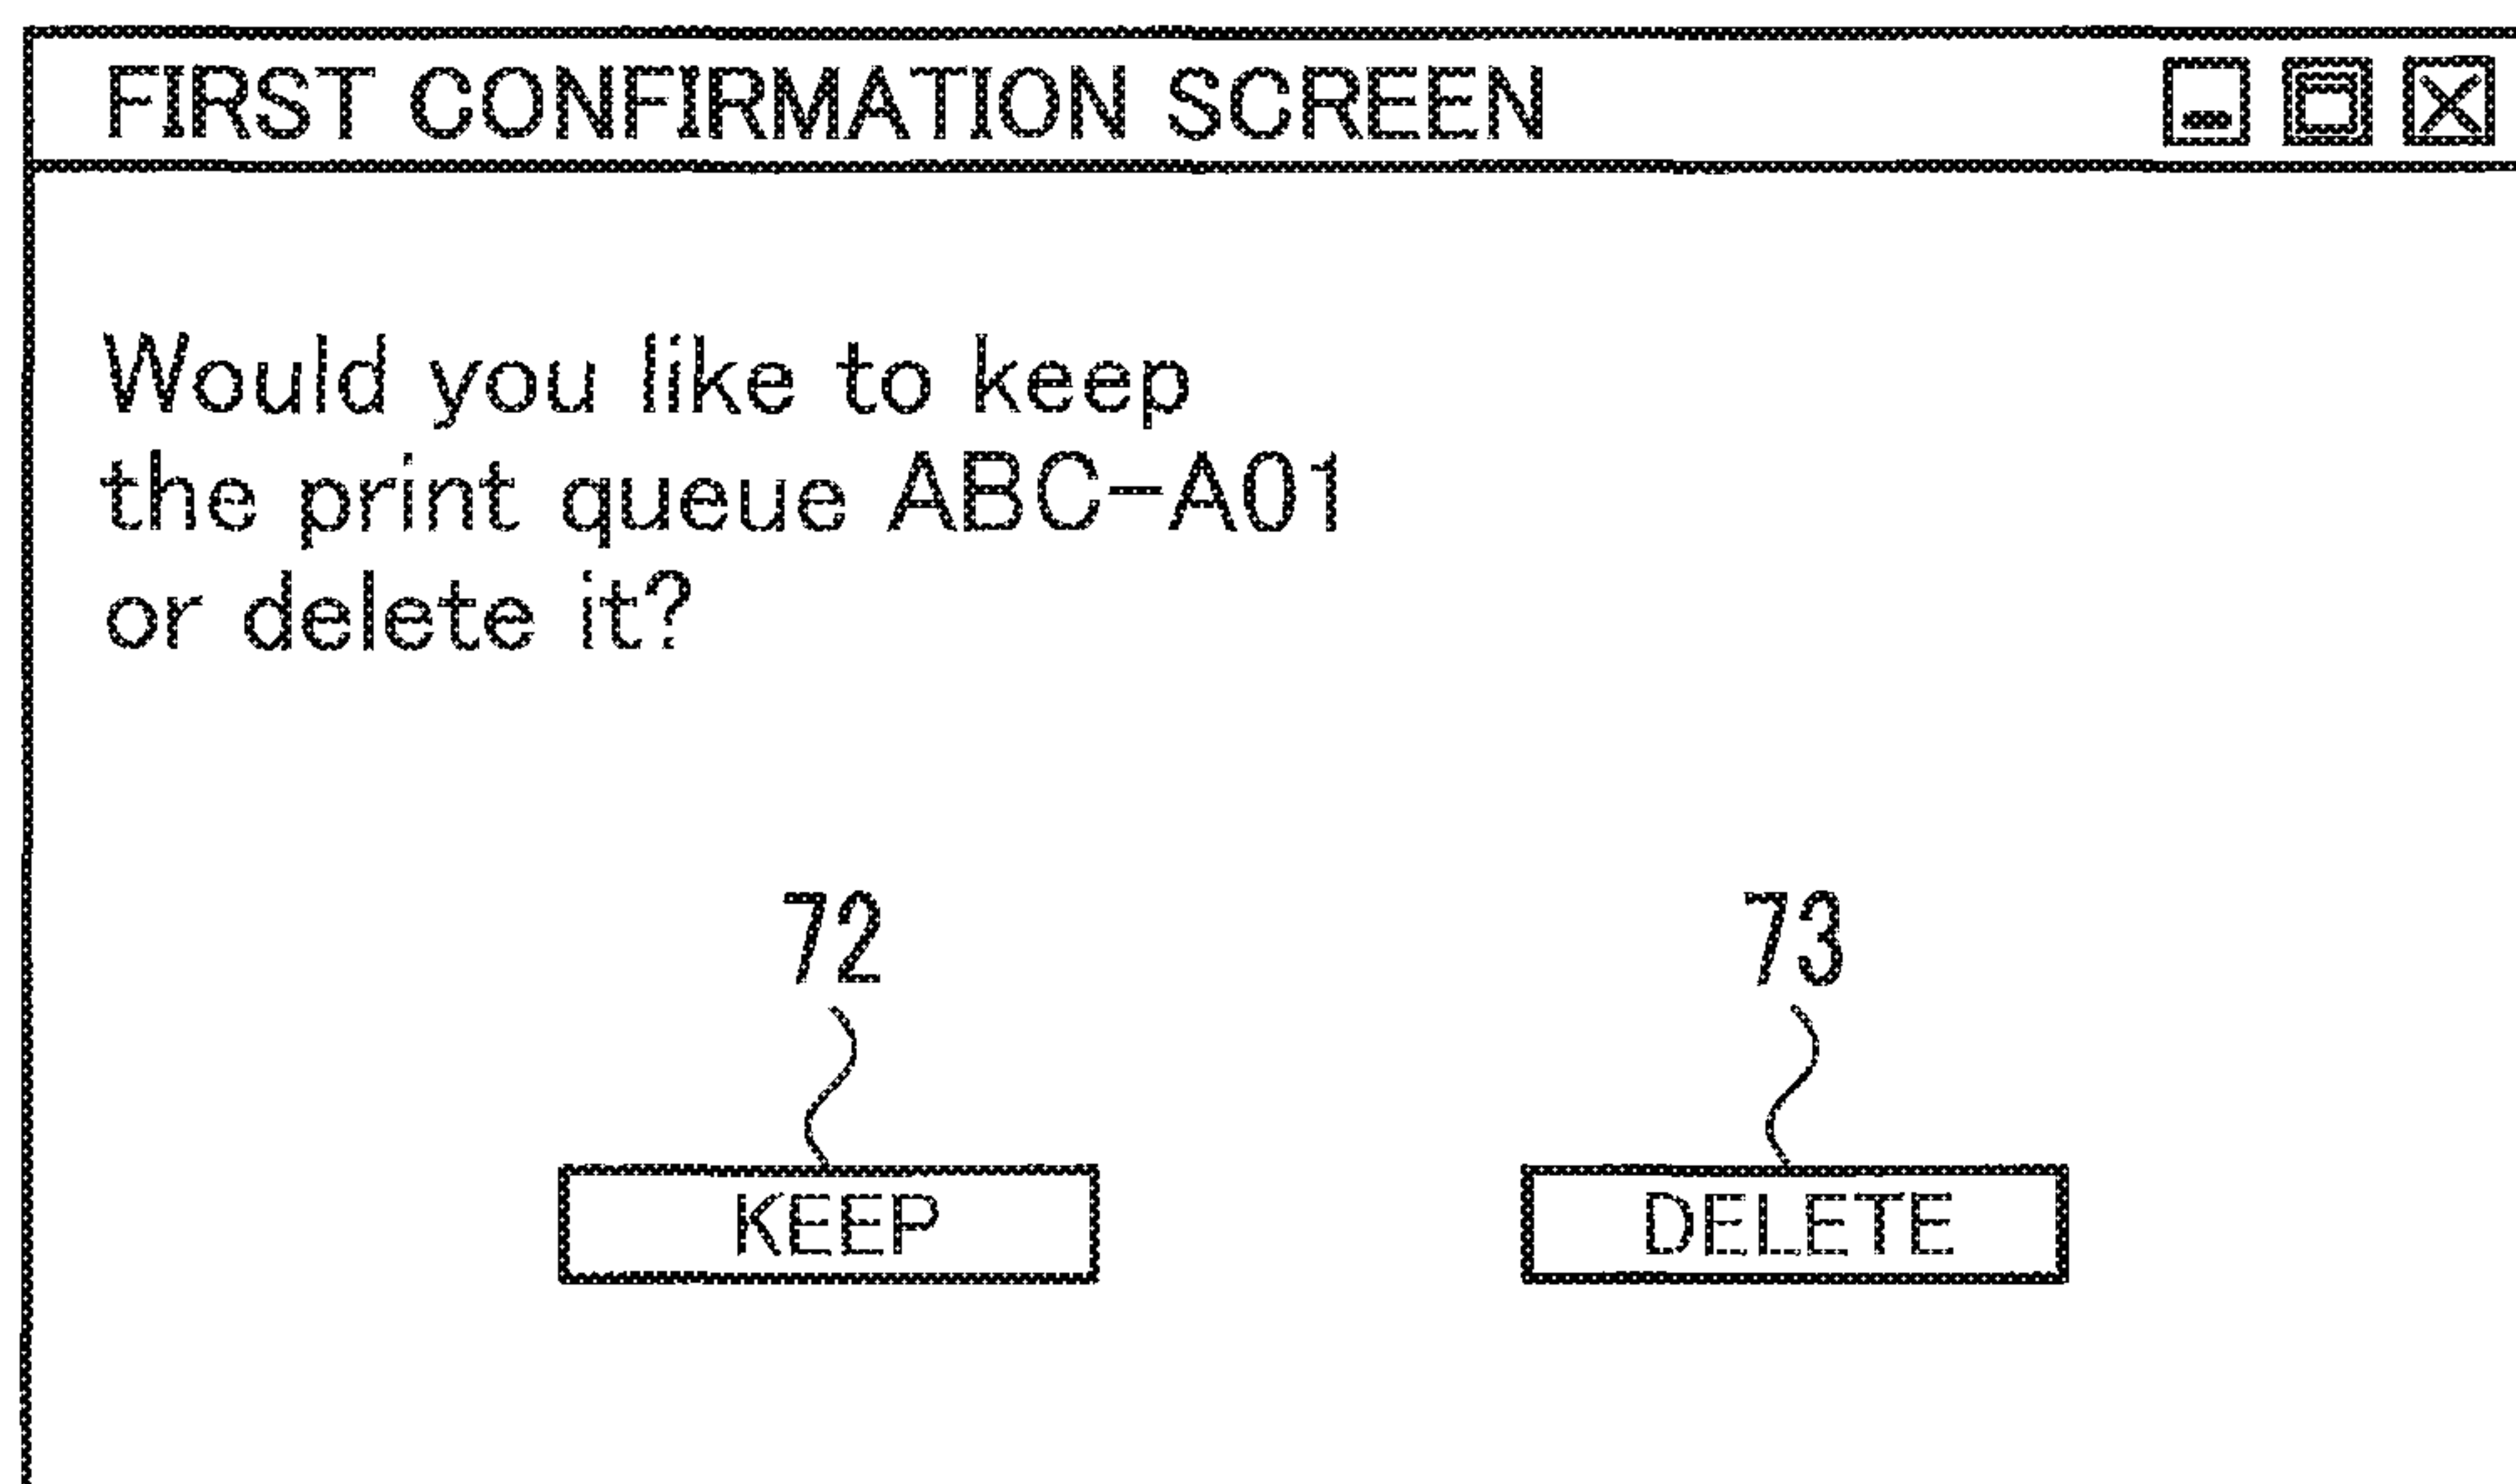 FIRST CONFIRMATION SCREEN
Would you like to keep
the print queue ABC-A01
or delete it?
72
73
KEEP
DELETE